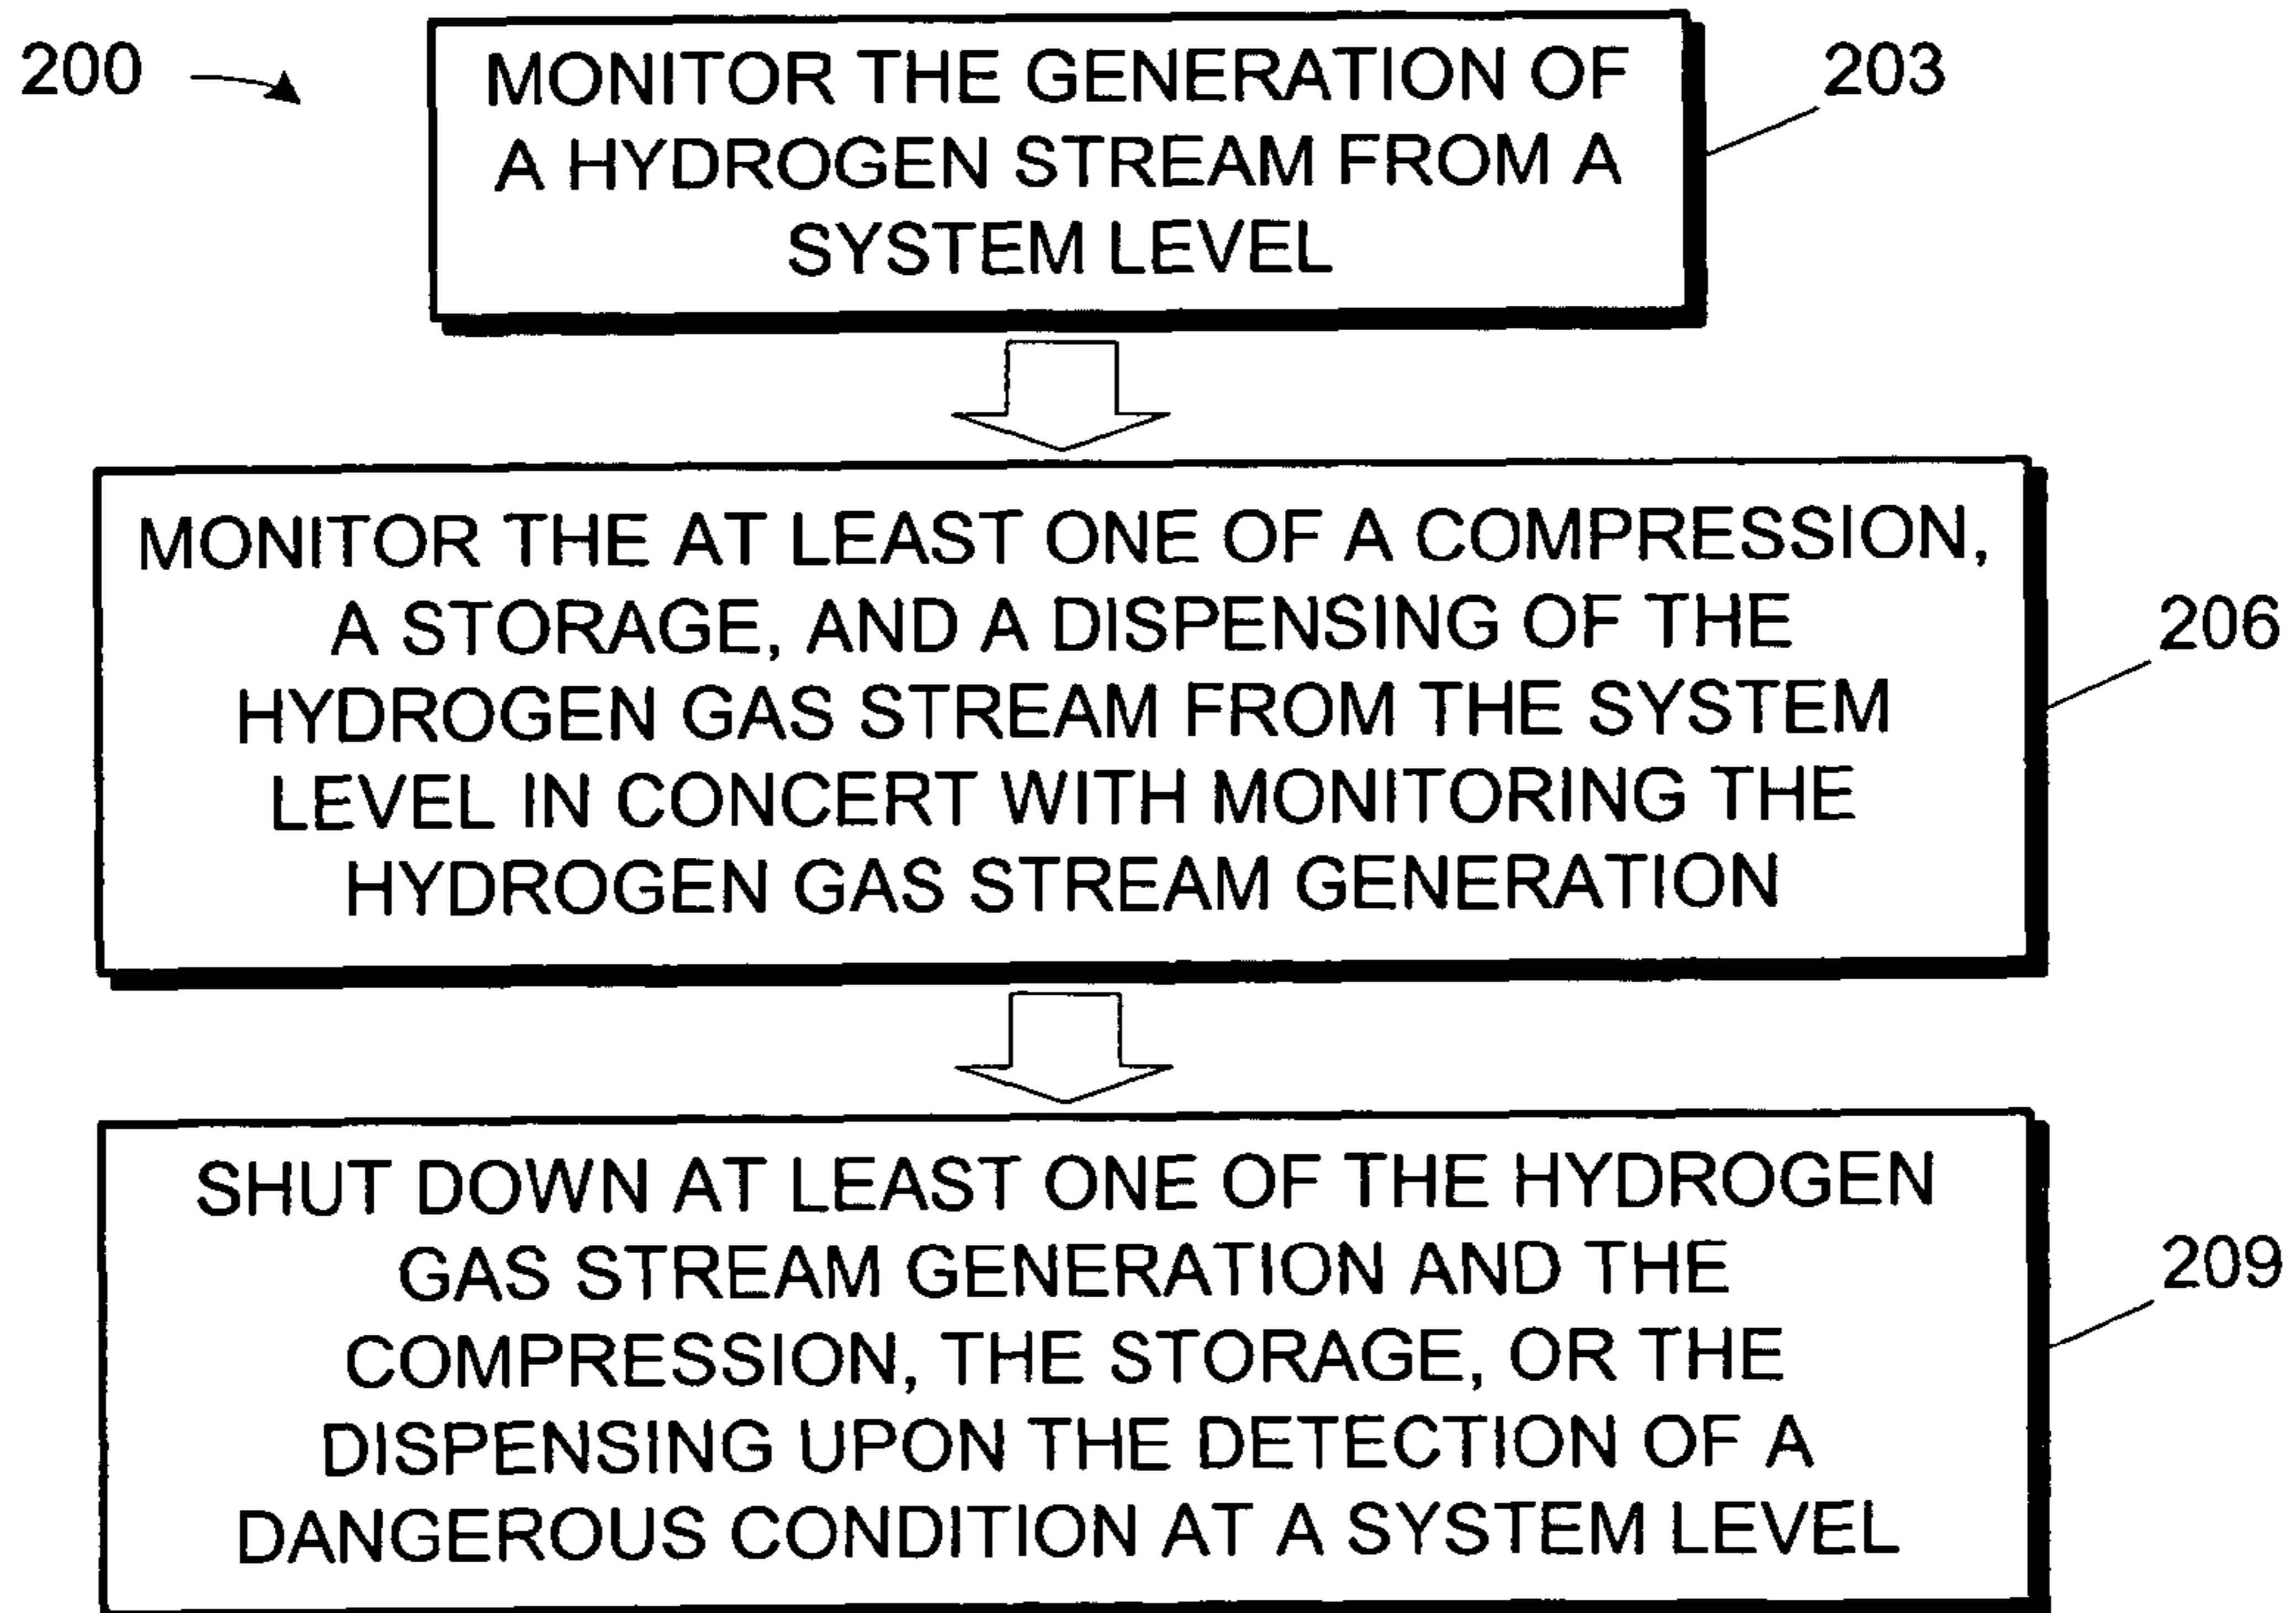 200
MONITOR THE GENERATION OF
A HYDROGEN STREAM FROM A
SYSTEM LEVEL
203
MONITOR THE AT LEAST ONE OF A COMPRESSION,
A STORAGE, AND A DISPENSING OF THE
HYDROGEN GAS STREAM FROM THE SYSTEM
LEVEL IN CONCERT WITH MONITORING THE
HYDROGEN GAS STREAM GENERATION
206
SHUT DOWN AT LEAST ONE OF THE HYDROGEN
GAS STREAM GENERATION AND THE
COMPRESSION, THE STORAGE, OR THE
DISPENSING UPON THE DETECTION OF A
DANGEROUS CONDITION AT A SYSTEM LEVEL
209